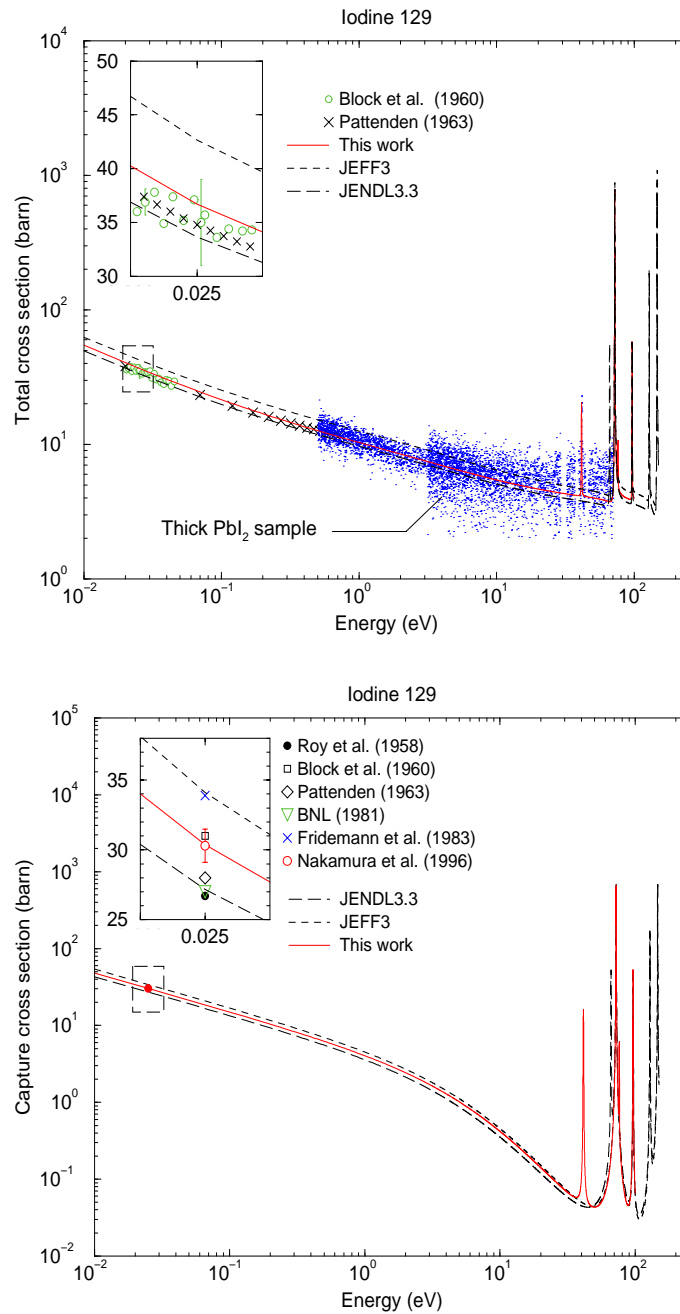 Iodine 129
Total cross section (barn)
10^4
10^3
10^2
10^1
10^0
50
45
40
35
30
0.025
Block et al. (1960)
Pattenden (1963)
This work
JEFF3
JENDL3.3
Thick PbI₂ sample
10^-2 10^-1 10^0 10^1 10^2
Energy (eV)
Iodine 129
Capture cross section (barn)
10^5
10^4
10^3
10^2
10^1
10^0
10^-1
10^-2
35
30
25
0.025
Roy et al. (1958)
Block et al. (1960)
Pattenden (1963)
BNL (1981)
Fridemann et al. (1983)
Nakamura et al. (1996)
JENDL3.3
JEFF3
This work
10^-2 10^-1 10^0 10^1 10^2
Energy (eV)